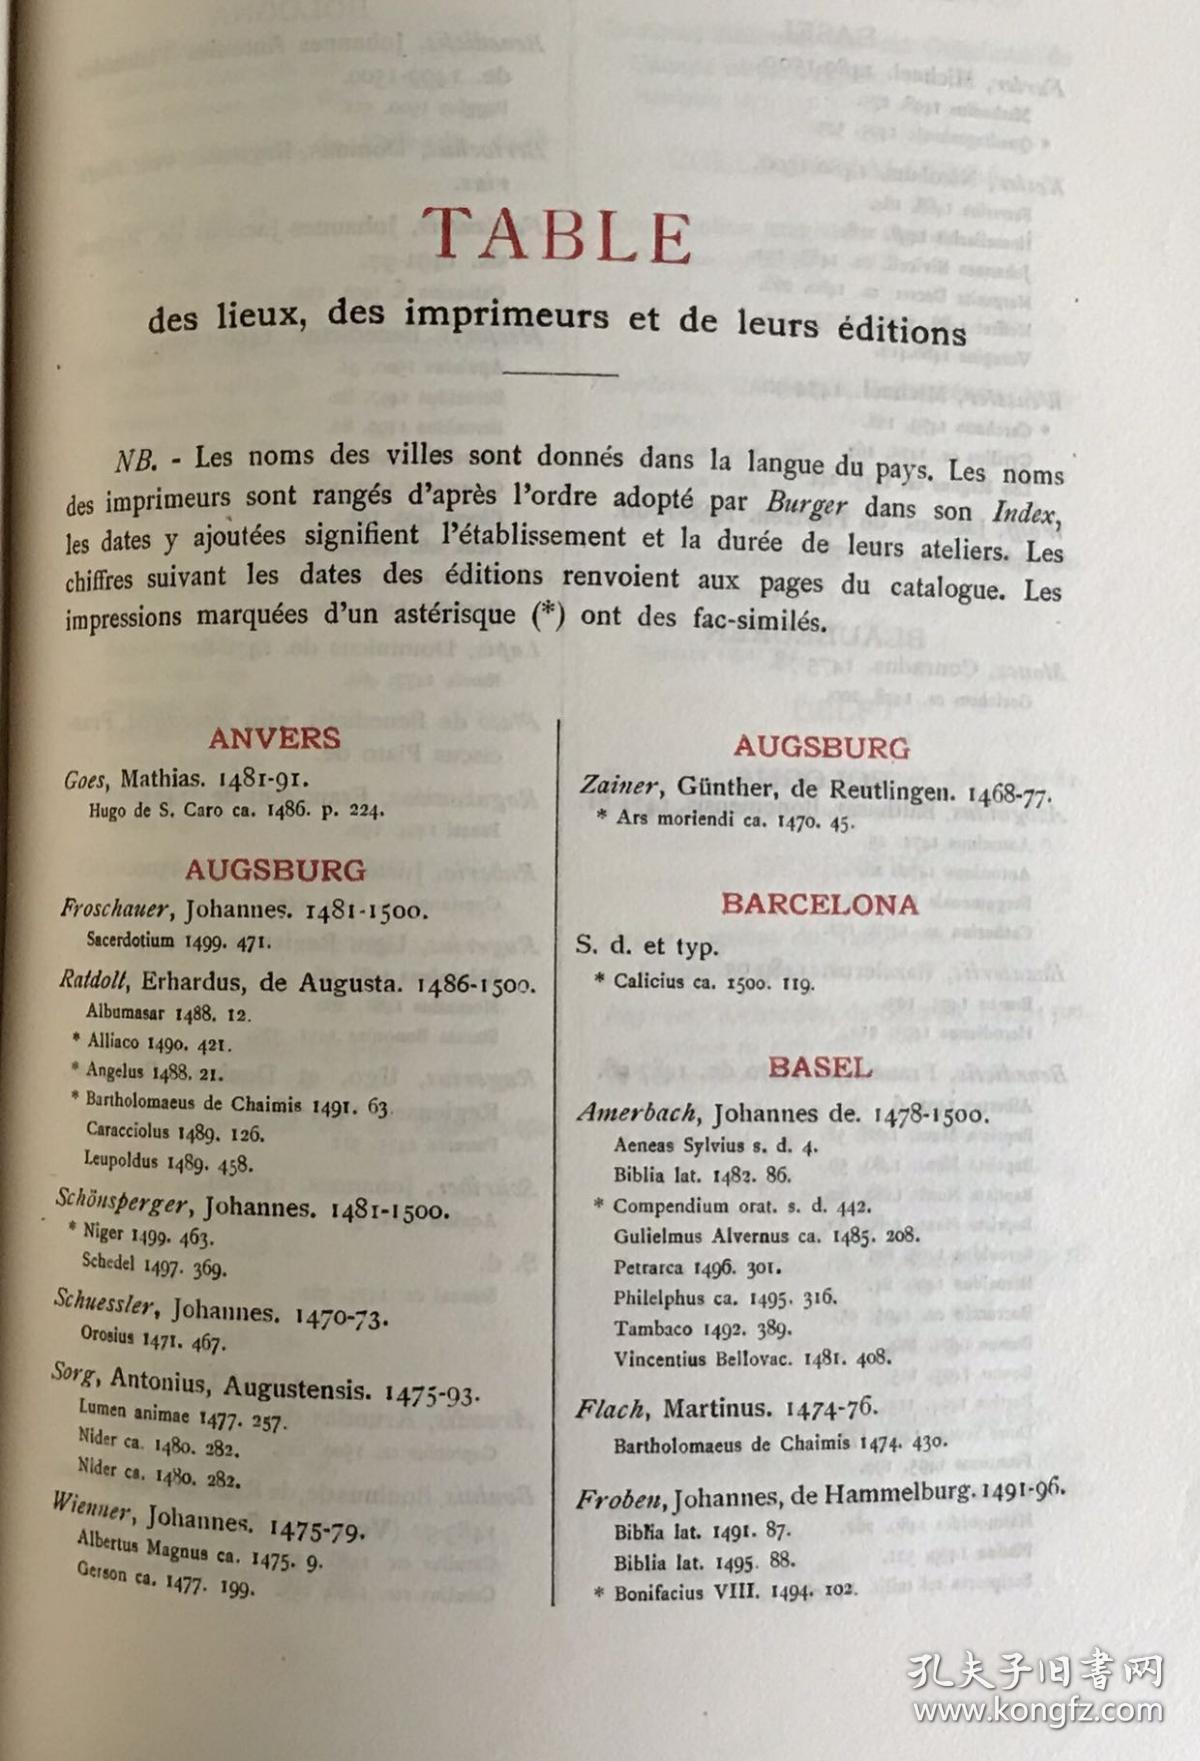 TABLE
des lieux, des imprimeurs et de leurs éditions
NB. - Les noms des villes sont donnés dans la langue du pays. Les noms
des imprimeurs sont rangés d'après l'ordre adopté par Burger dans son Index,
les dates y ajoutées signifient l'établissement et la durée de leurs ateliers. Les
chiffres suivant les dates des éditions renvoient aux pages du catalogue. Les
impressions marquées d'un astérisque (*) ont des fac-similés.
ANVERS
Goes, Mathias. 1481-91.
Hugo de S. Caro ca. 1486. p. 224.
AUGSBURG
Froschauer, Johannes. 1481-1500.
Sacerdotium 1499. 471.
Ratdolt, Erhardus, de Augusta. 1486-1500.
Albumasar 1488. 12.
* Alliaco 1490. 421.
* Angelus 1488. 21.
* Bartholomaeus de Chaimis 1491. 63.
Caracciolus 1489. 126.
Leupoldus 1489. 458.
Schönsperger, Johannes. 1481-1500.
* Niger 1499. 463.
Schedel 1497. 369.
Schuessler, Johannes. 1470-73.
Orosius 1471. 467.
Sorg, Antonius, Augustensis. 1475-93.
Lumen animae 1477. 257.
Nider ca. 1480. 282.
Nider ca. 1480. 282.
Wienner, Johannes. 1475-79.
Albertus Magnus ca. 1475. 9.
Gerson ca. 1477. 199.
AUGSBURG
Zainer, Günther, de Reutlingen. 1468-77.
* Ars moriendi ca. 1470. 45.
BARCELONA
S. d. et typ.
* Calicius ca. 1500. 119.
BASEL
Amerbach, Johannes de. 1478-1500.
Aeneas Sylvius s. d. 4.
Biblia lat. 1482. 86.
* Compendium orat. s. d. 442.
Gulielmus Alvernus ca. 1485. 208.
Petrarca 1496. 301.
Philelphus ca. 1495. 316.
Tambaco 1492. 389.
Vincentius Bellovac. 1481. 408.
Flach, Martinus. 1474-76.
Bartholomaeus de Chaimis 1474. 430.
Froben, Johannes, de Hammelburg. 1491-96.
Biblia lat. 1491. 87.
Biblia lat. 1495. 88.
* Bonifacius VIII. 1494. 102.
孔夫子旧书网
www.kongfz.com